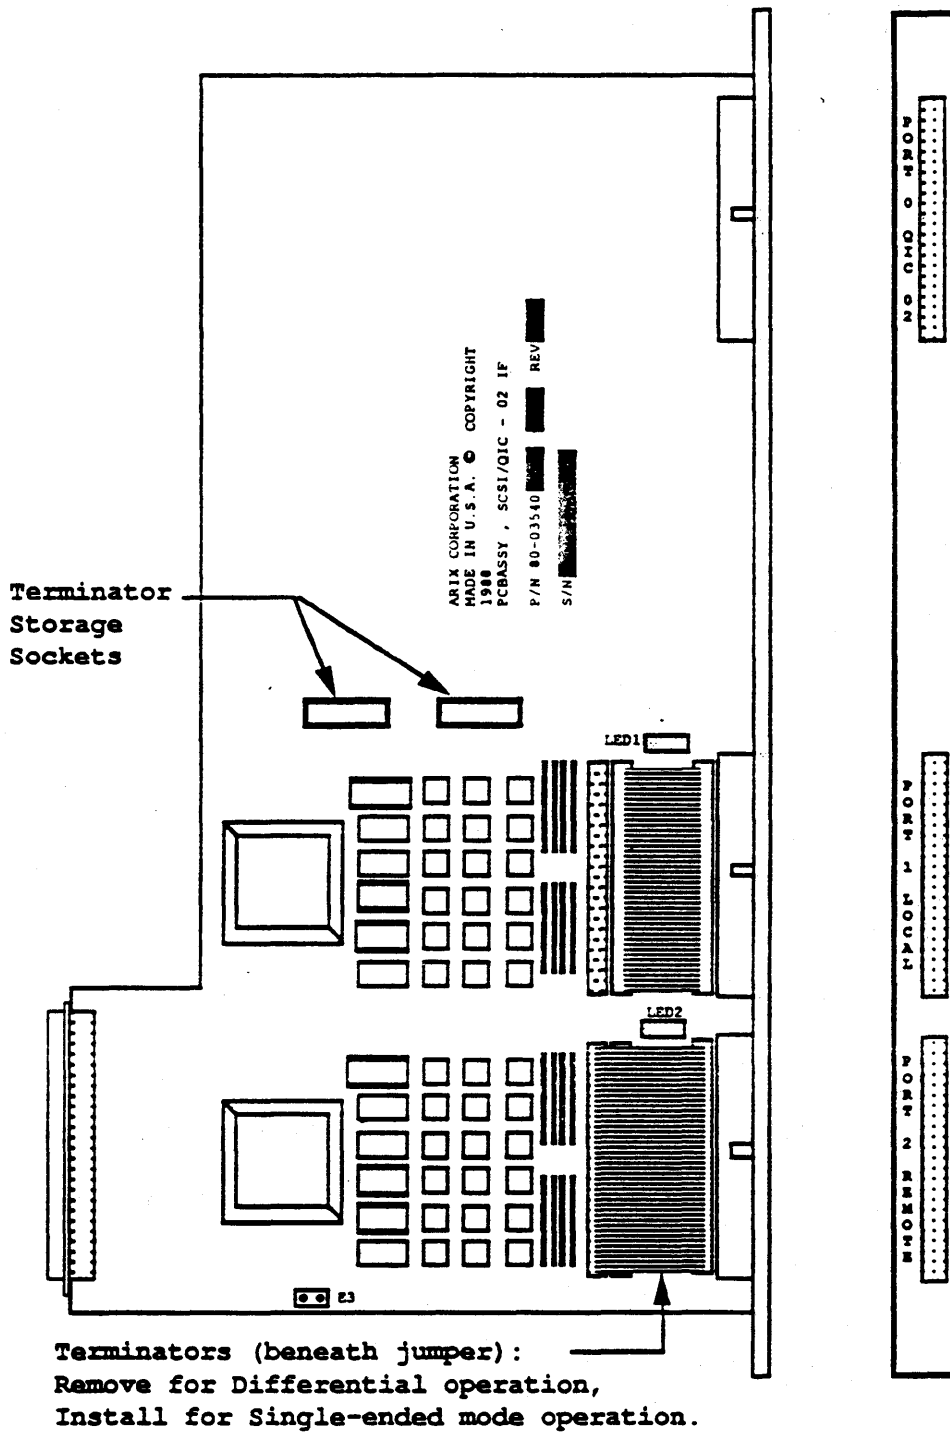 PORT 0 QIC 02
ARIX CORPORATION
MADE IN U.S.A. © COPYRIGHT
1988
PCBASSY , SCSI/QIC - 02 IF
P/N 80-03540 REV
S/N
Terminator
Storage
Sockets
LED1
PORT 1 LOCAL
LED2
PORT 2 REMOTE
E3
Terminators (beneath jumper):
Remove for Differential operation,
Install for Single-ended mode operation.